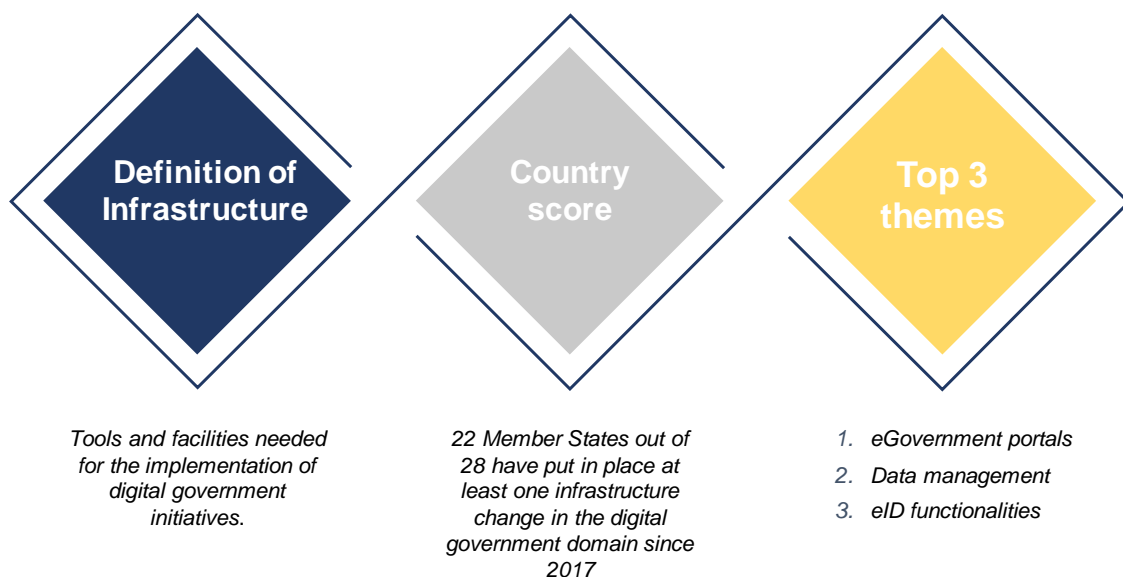 Definition of
Infrastructure
Country
score
Top 3
themes
Tools and facilities needed
for the implementation of
digital government
initiatives.
22 Member States out of
28 have put in place at
least one infrastructure
change in the digital
government domain since
2017
1. eGovernment portals
2. Data management
3. eID functionalities